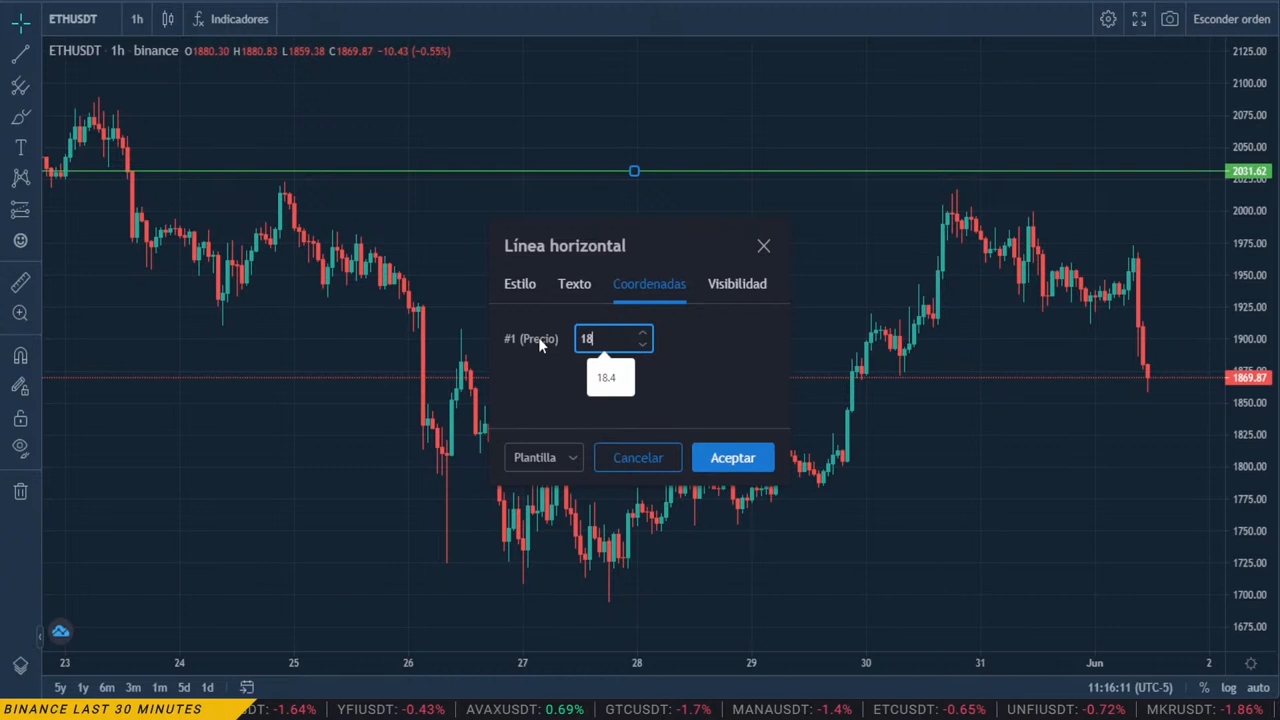 ETHUSDT 1h Indicadores Esconder orden
ETHUSDT 1h binance O1880.30 H1880.83 L1859.38 C1869.87 −10.43 (−0.55%)
2125.00
2100.00
2075.00
2050.00
2031.62
2000.00
1975.00
1950.00
1925.00
1900.00
1869.87
1850.00
1825.00
1800.00
1775.00
1750.00
1725.00
1700.00
1675.00
Línea horizontal
Estilo Texto Coordenadas Visibilidad
#1 (Precio) 18
18.4
Plantilla Cancelar Aceptar
23 24 25 26 27 28 29 30 31 Jun 2
5y 1y 6m 3m 1m 5d 1d 11:16:11 (UTC-5) % log auto
BINANCE LAST 30 MINUTES DT: -1.64% YFIUSDT: -0.43% AVAXUSDT: 0.69% GTCUSDT: -1.7% MANAUSDT: -1.4% ETCUSDT: -0.65% UNFIUSDT: -0.72% MKRUSDT: -1.86%